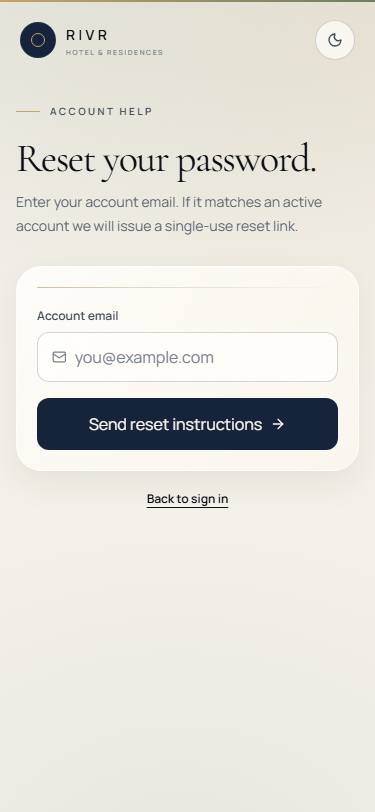 RIVR
HOTEL & RESIDENCES
ACCOUNT HELP
Reset your password.
Enter your account email. If it matches an active
account we will issue a single-use reset link.
Account email
you@example.com
Send reset instructions
Back to sign in